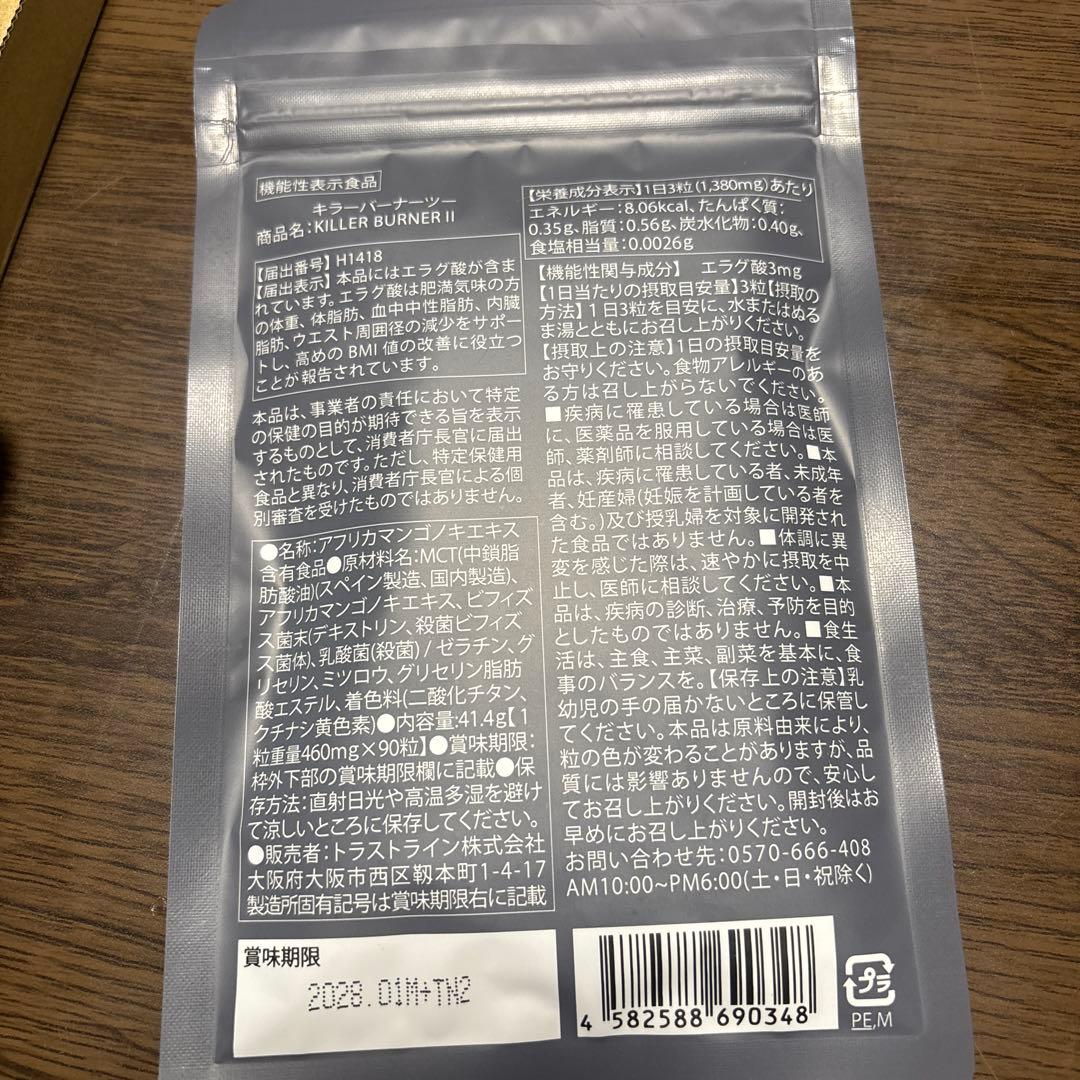 機能性表示食品
キラーバーナーツー
商品名:KILLER BURNER II
【届出番号】H1418
【届出表示】本品にはエラグ酸が含ま
れています。エラグ酸は肥満気味の方
の体重、体脂肪、血中中性脂肪、内臓
脂肪、ウエスト周囲径の減少をサポー
トし、高めの BMI 値の改善に役立つ
ことが報告されています。
本品は、事業者の責任において特定
の保健の目的が期待できる旨を表示
するものとして、消費者庁長官に届出
されたものです。ただし、特定保健用
食品と異なり、消費者庁長官による個
別審査を受けたものではありません。
●名称:アフリカマンゴノキエキス
含有食品●原材料名:MCT(中鎖脂
肪酸油)(スペイン製造、国内製造)、
アフリカマンゴノキエキス、ビフィズ
ス菌末(デキストリン、殺菌ビフィズ
ス菌体)、乳酸菌(殺菌) / ゼラチン、グ
リセリン、ミツロウ、グリセリン脂肪
酸エステル、着色料(二酸化チタン、
クチナシ黄色素)●内容量:41.4g【1
粒重量460mg×90粒】●賞味期限:
枠外下部の賞味期限欄に記載●保
存方法:直射日光や高温多湿を避け
て涼しいところに保存してください。
●販売者:トラストライン株式会社
大阪府大阪市西区靱本町1-4-17
製造所固有記号は賞味期限右に記載
【栄養成分表示】1日3粒(1,380mg)あたり
エネルギー:8.06kcal、たんぱく質:
0.35g、脂質:0.56g、炭水化物:0.40g、
食塩相当量:0.0026g
【機能性関与成分】 エラグ酸3mg
【1日当たりの摂取目安量】3粒【摂取の
方法】1日3粒を目安に、水またはぬる
ま湯とともにお召し上がりください。
【摂取上の注意】1日の摂取目安量を
お守りください。食物アレルギーのあ
る方は召し上がらないでください。
■疾病に罹患している場合は医師
に、医薬品を服用している場合は医
師、薬剤師に相談してください。■本
品は、疾病に罹患している者、未成年
者、妊産婦(妊娠を計画している者を
含む。)及び授乳婦を対象に開発され
た食品ではありません。■体調に異
変を感じた際は、速やかに摂取を中
止し、医師に相談してください。■本
品は、疾病の診断、治療、予防を目的
としたものではありません。■食生
活は、主食、主菜、副菜を基本に、食
事のバランスを。【保存上の注意】乳
幼児の手の届かないところに保管し
てください。本品は原料由来により、
粒の色が変わることがありますが、品
質には影響ありませんので、安心し
てお召し上がりください。開封後はお
早めにお召し上がりください。
お問い合わせ先:0570-666-408
AM10:00~PM6:00(土・日・祝除く)
賞味期限
2028.01M+TN2
4 582588 690348
プラ
PE,M